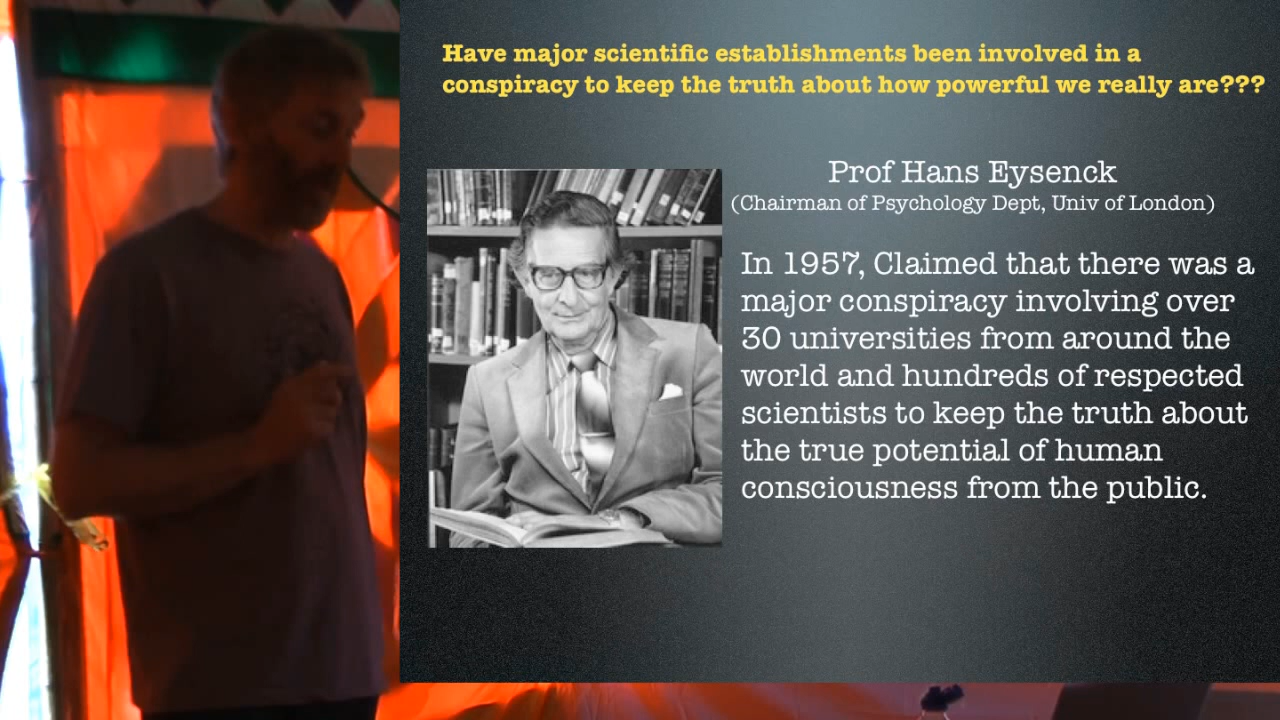 Have major scientific establishments been involved in a
conspiracy to keep the truth about how powerful we really are???
Prof Hans Eysenck
(Chairman of Psychology Dept, Univ of London)
In 1957, Claimed that there was a
major conspiracy involving over
30 universities from around the
world and hundreds of respected
scientists to keep the truth about
the true potential of human
consciousness from the public.